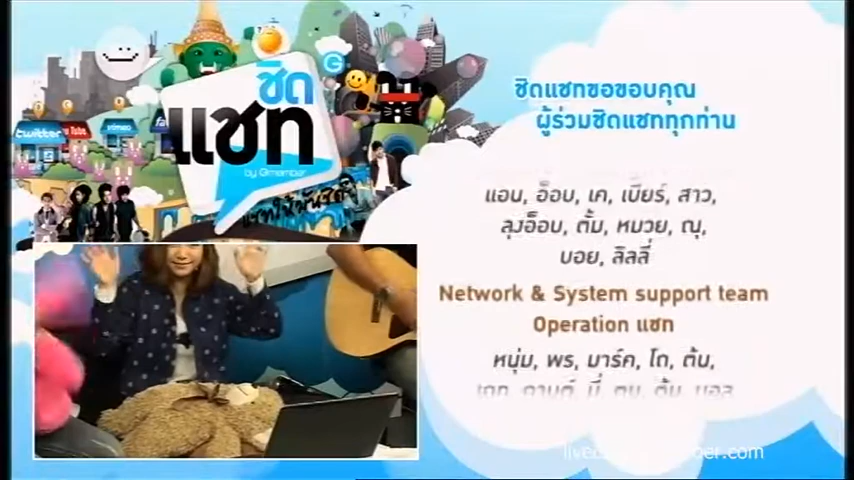 ชิดแชทขอขอบคุณ
ผู้ร่วมชิดแชททุกท่าน
ชิด
แชท
by Gmember
twitter
You Tube
vimeo
แอน, อ็อบ, เค, เบียร์, สาว,
ลุงอ็อบ, ตั้ม, หมวย, ณุ,
บอย, ลิลลี่
Network & System support team
Operation แชท
หนุ่ม, พร, มาร์ค, โต, ต้น,